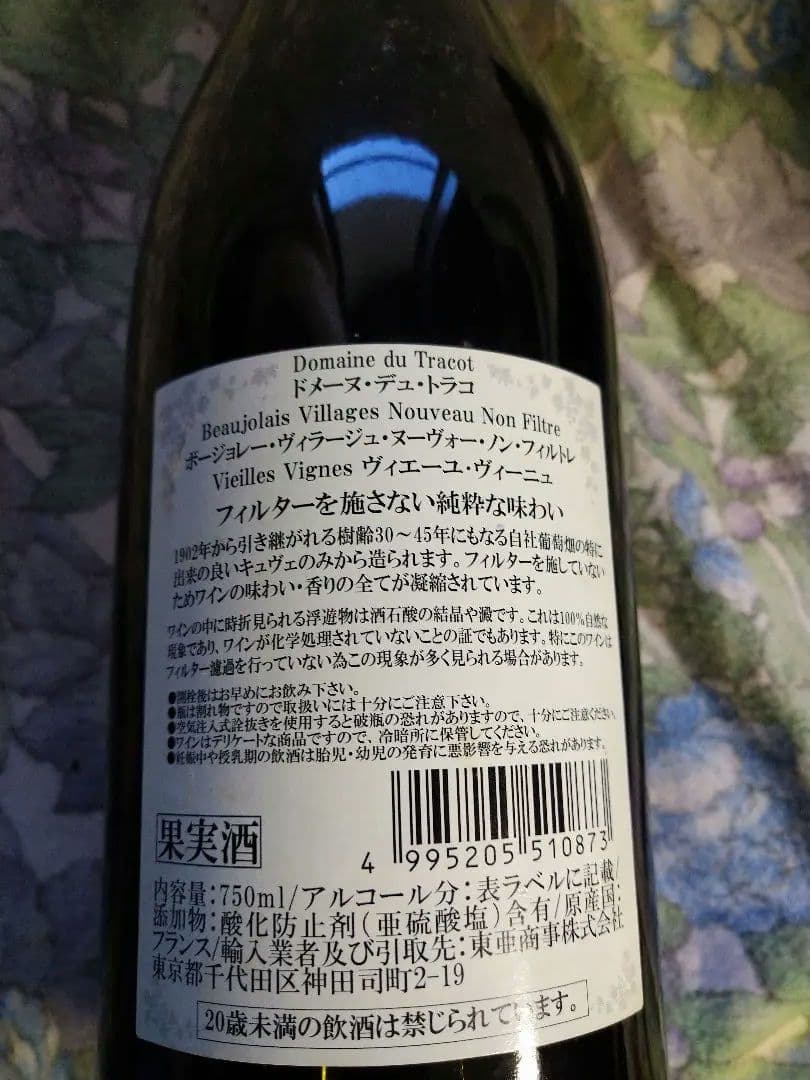 Domaine du Tracot
ドメーヌ・デュ・トラコ
Beaujolais Villages Nouveau Non Filtre
ボージョレー・ヴィラージュ・ヌーヴォー・ノン・フィルトレ
Vieilles Vignes ヴィエーユ・ヴィーニュ
フィルターを施さない純粋な味わい
1902年から引き継がれる樹齢30～45年にもなる自社葡萄畑の特に
出来の良いキュヴェのみから造られます。フィルターを施していない
ためワインの味わい・香りの全てが凝縮されています。
ワインの中に時折見られる浮遊物は酒石酸の結晶や澱です。これは100%自然な
現象であり、ワインが化学処理されていないことの証でもあります。特にこのワインは
フィルター濾過を行っていない為この現象が多く見られる場合があります。
●開栓後はお早めにお飲み下さい。
●瓶は割れ物ですので取扱いには十分にご注意下さい。
●空気注入式詮抜きを使用すると破瓶の恐れがありますので、十分にご注意ください。
●ワインはデリケートな商品ですので、冷暗所に保管してください。
●妊娠中や授乳期の飲酒は胎児・幼児の発育に悪影響を与える恐れがあります。
果実酒
4 995205 510873
内容量:750ml/アルコール分:表ラベルに記載/
添加物:酸化防止剤(亜硫酸塩)含有/原産国:
フランス/輸入業者及び引取先:東亜商事株式会社
東京都千代田区神田司町2-19
20歳未満の飲酒は禁じられています。